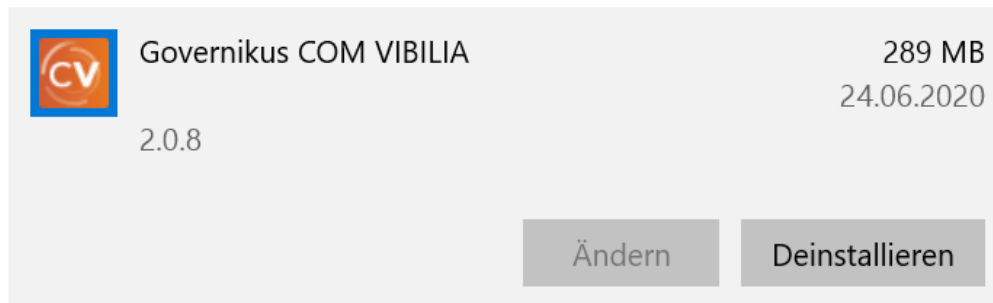 CV
Governikus COM VIBILIA
289 MB
24.06.2020
2.0.8
Ändern
Deinstallieren